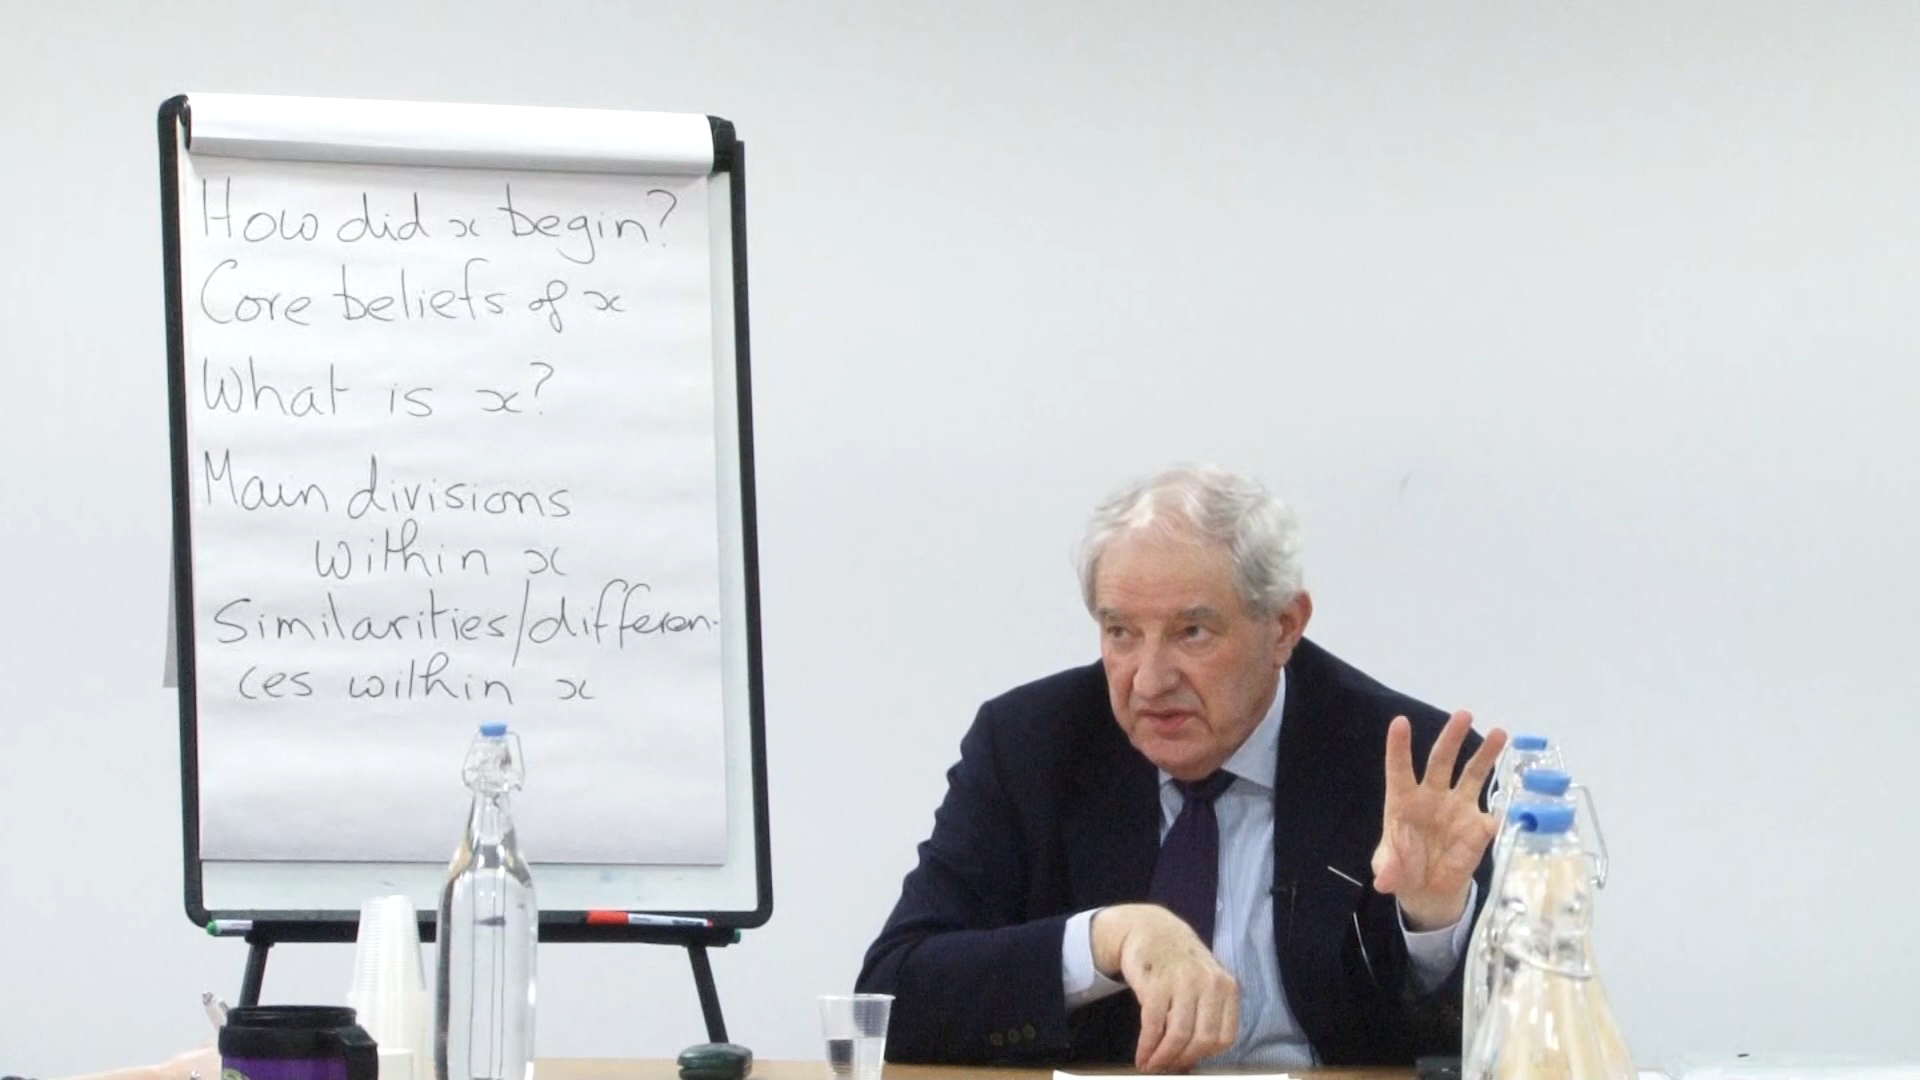 How did x begin?
Core beliefs of x
What is x?
Main divisions
within x
Similarities/differen-
ces within x